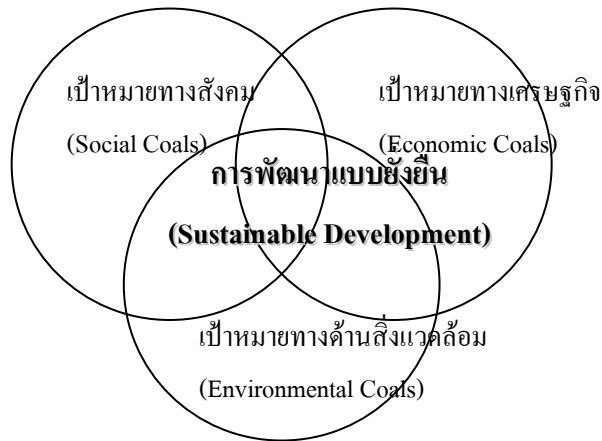 เป้าหมายทางสังคม
(Social Coals)
เป้าหมายทางเศรษฐกิจ
(Economic Coals)
การพัฒนาแบบยั่งยืน
(Sustainable Development)
เป้าหมายทางด้านสิ่งแวดล้อม
(Environmental Coals)